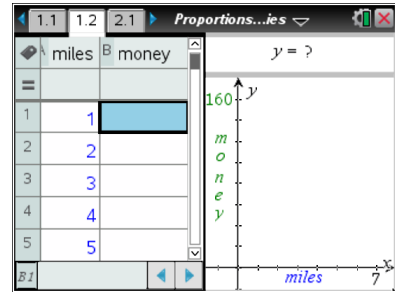 1.1 1.2 2.1 Proportions...ies
A miles B money
=
1 1
2 2
3 3
4 4
5 5
B1
y = ?
160 y
money
miles 7 x